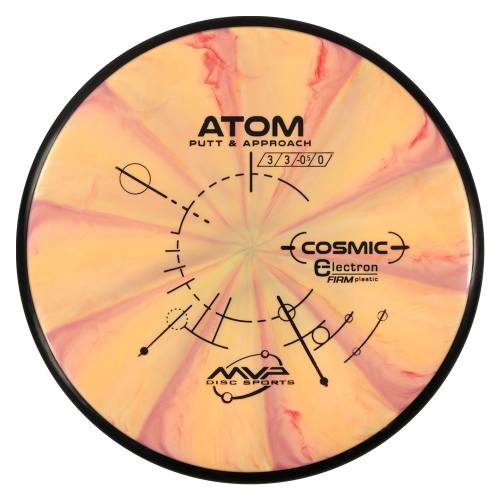 ATOM
PUTT & APPROACH
3/3/-0.5/0
COSMIC
Electron
FIRM plastic
MVP
DISC SPORTS